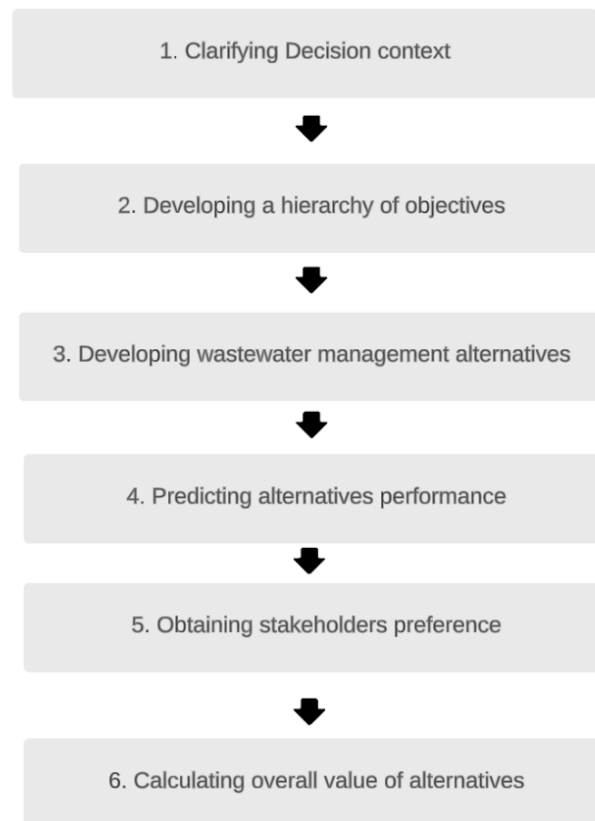 1. Clarifying Decision context
2. Developing a hierarchy of objectives
3. Developing wastewater management alternatives
4. Predicting alternatives performance
5. Obtaining stakeholders preference
6. Calculating overall value of alternatives